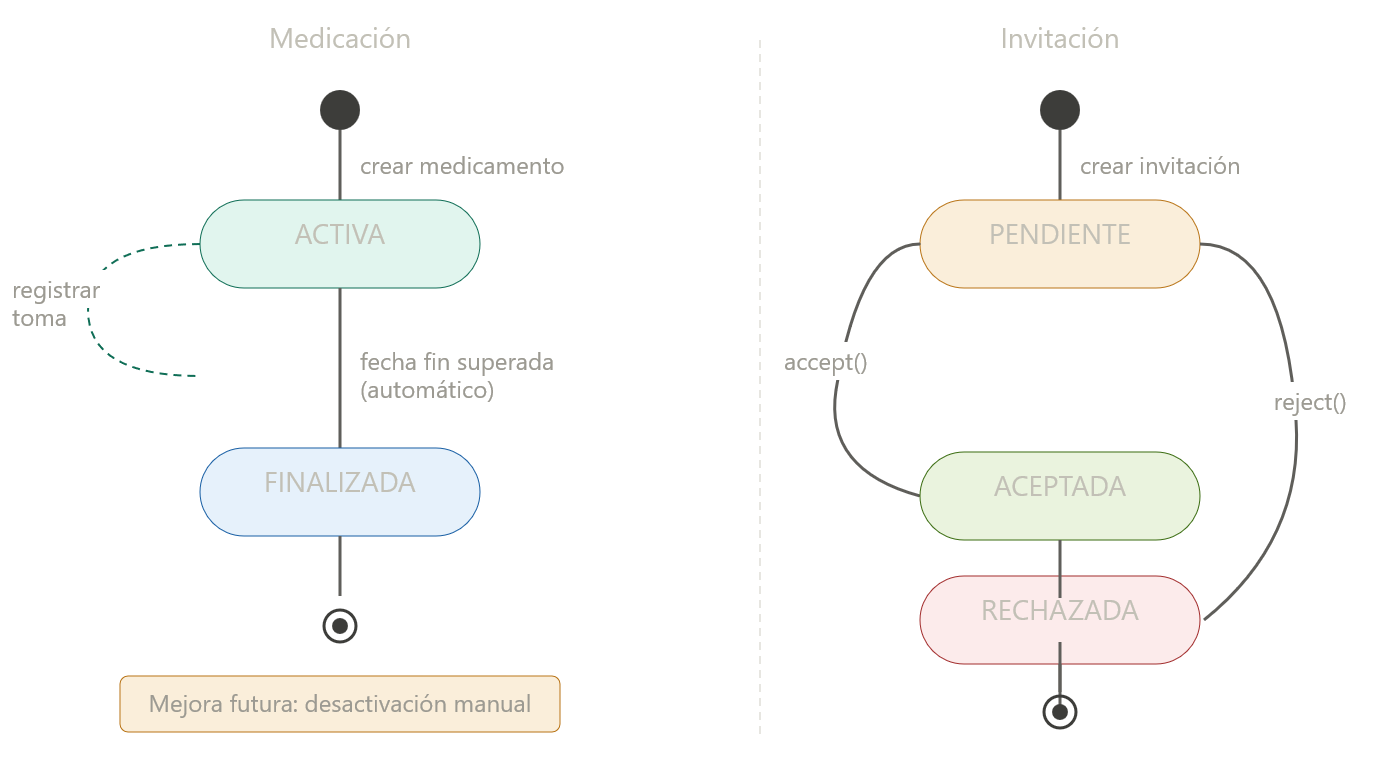 Medicación
crear medicamento
ACTIVA
registrar
toma
fecha fin superada
(automático)
FINALIZADA
Mejora futura: desactivación manual
Invitación
crear invitación
PENDIENTE
accept()
reject()
ACEPTADA
RECHAZADA